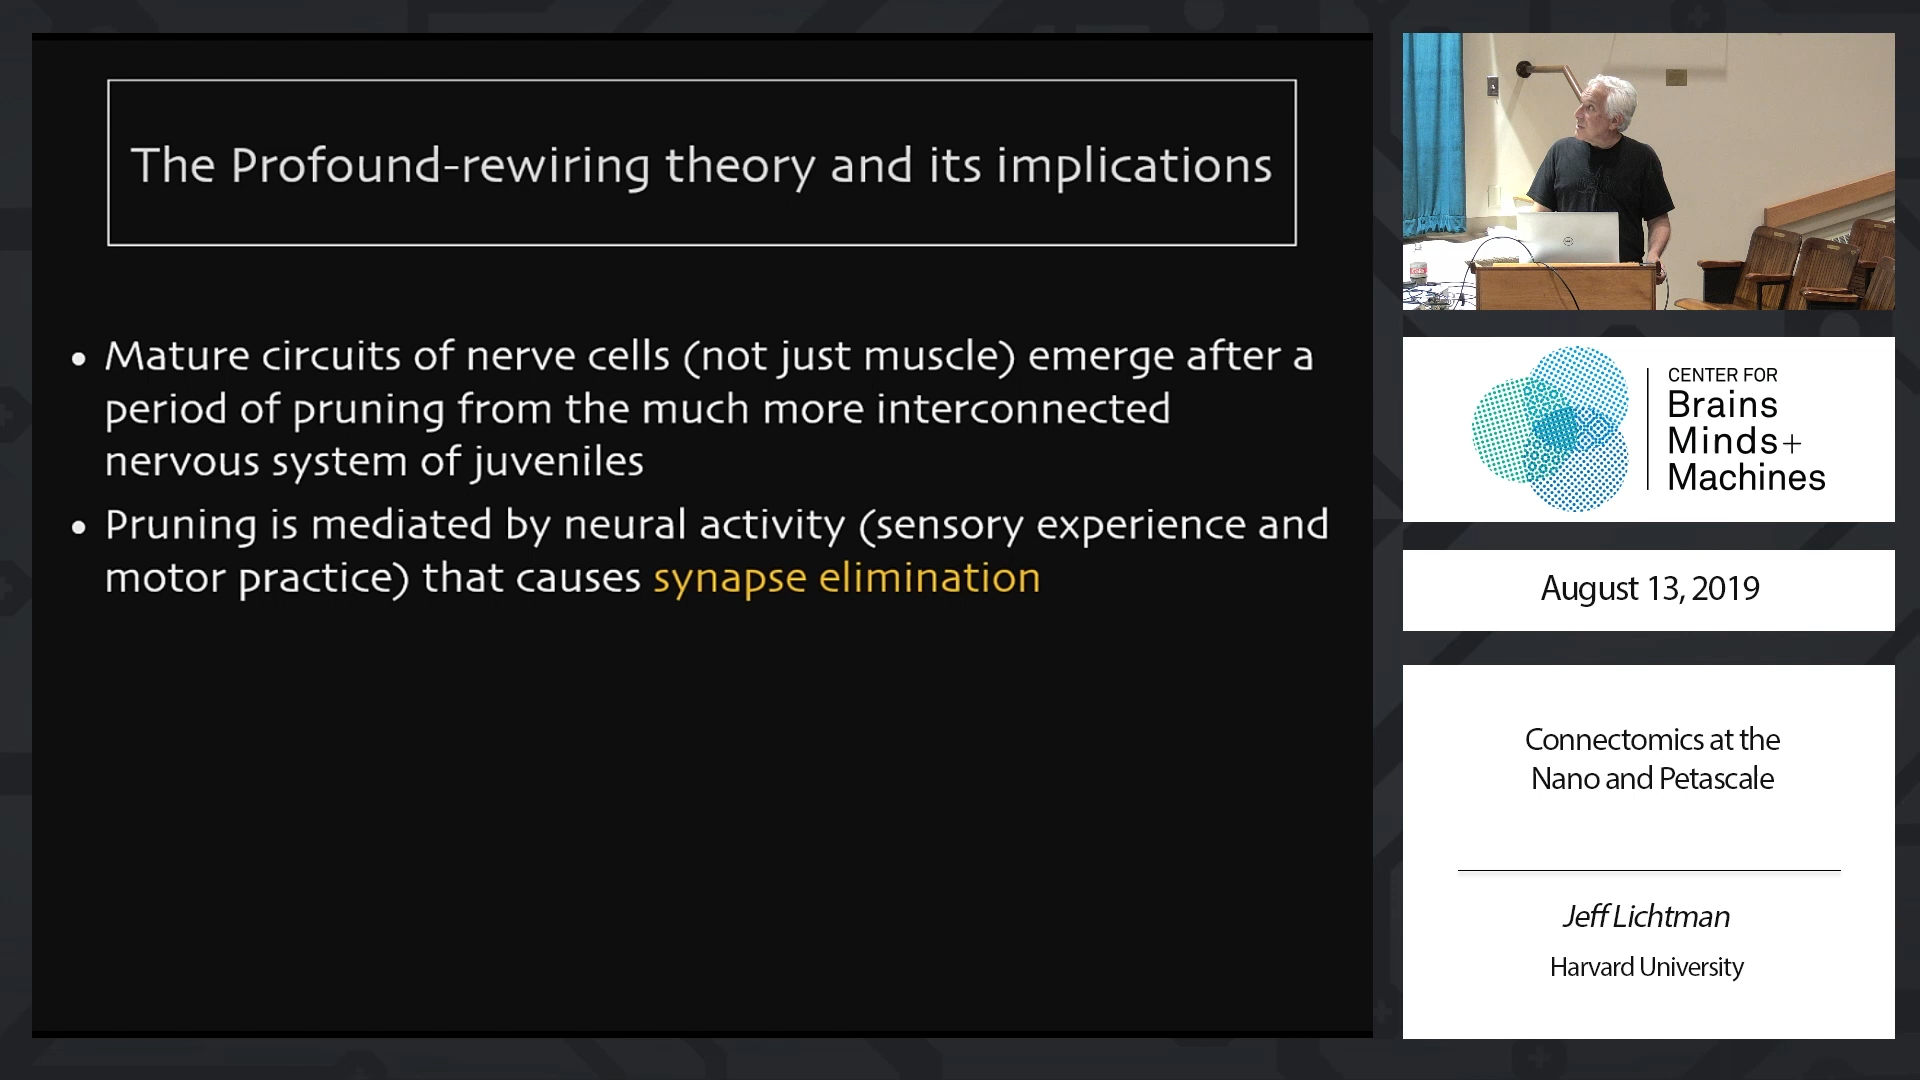 The Profound-rewiring theory and its implications
• Mature circuits of nerve cells (not just muscle) emerge after a
period of pruning from the much more interconnected
nervous system of juveniles
• Pruning is mediated by neural activity (sensory experience and
motor practice) that causes synapse elimination
CENTER FOR
Brains
Minds+
Machines
August 13, 2019
Connectomics at the
Nano and Petascale
Jeff Lichtman
Harvard University